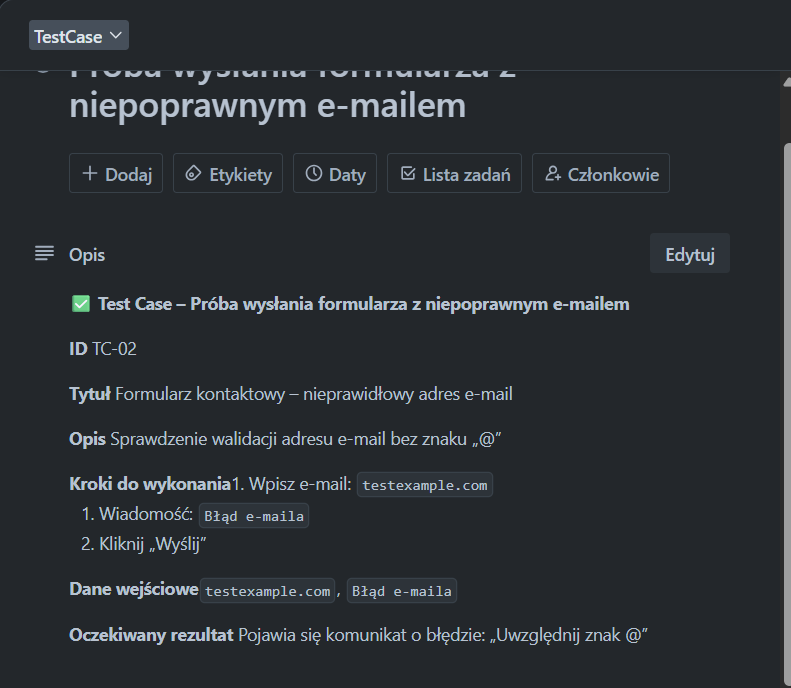 TestCase
Próba wysłania formularza z
niepoprawnym e-mailem
Dodaj
Etykiety
Daty
Lista zadań
Członkowie
Opis
Edytuj
✅ Test Case – Próba wysłania formularza z niepoprawnym e-mailem
ID TC-02
Tytuł Formularz kontaktowy – nieprawidłowy adres e-mail
Opis Sprawdzenie walidacji adresu e-mail bez znaku „@”
Kroki do wykonania1. Wpisz e-mail: testexample.com
1. Wiadomość: Błąd e-maila
2. Kliknij „Wyślij”
Dane wejściowe testexample.com , Błąd e-maila
Oczekiwany rezultat Pojawia się komunikat o błędzie: „Uwzględnij znak @”